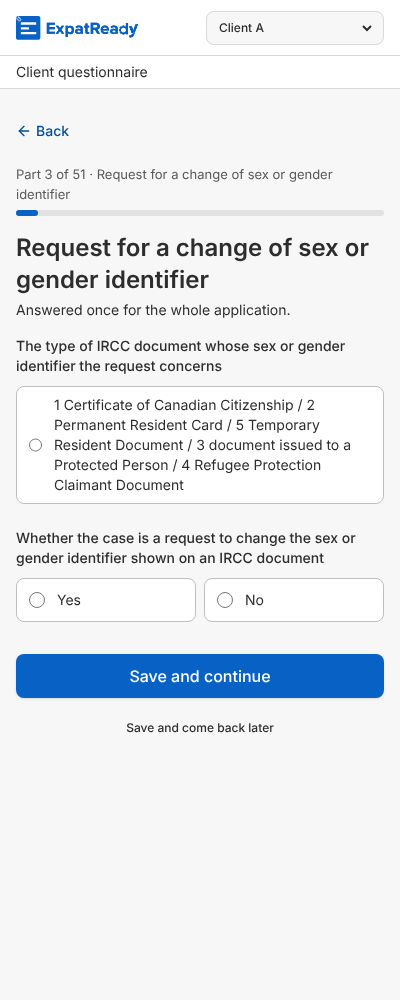 ExpatReady
Client A
Client questionnaire
Back
Part 3 of 51 · Request for a change of sex or gender
identifier
Request for a change of sex or
gender identifier
Answered once for the whole application.
The type of IRCC document whose sex or gender
identifier the request concerns
1 Certificate of Canadian Citizenship / 2
Permanent Resident Card / 5 Temporary
Resident Document / 3 document issued to a
Protected Person / 4 Refugee Protection
Claimant Document
Whether the case is a request to change the sex or
gender identifier shown on an IRCC document
Yes
No
Save and continue
Save and come back later